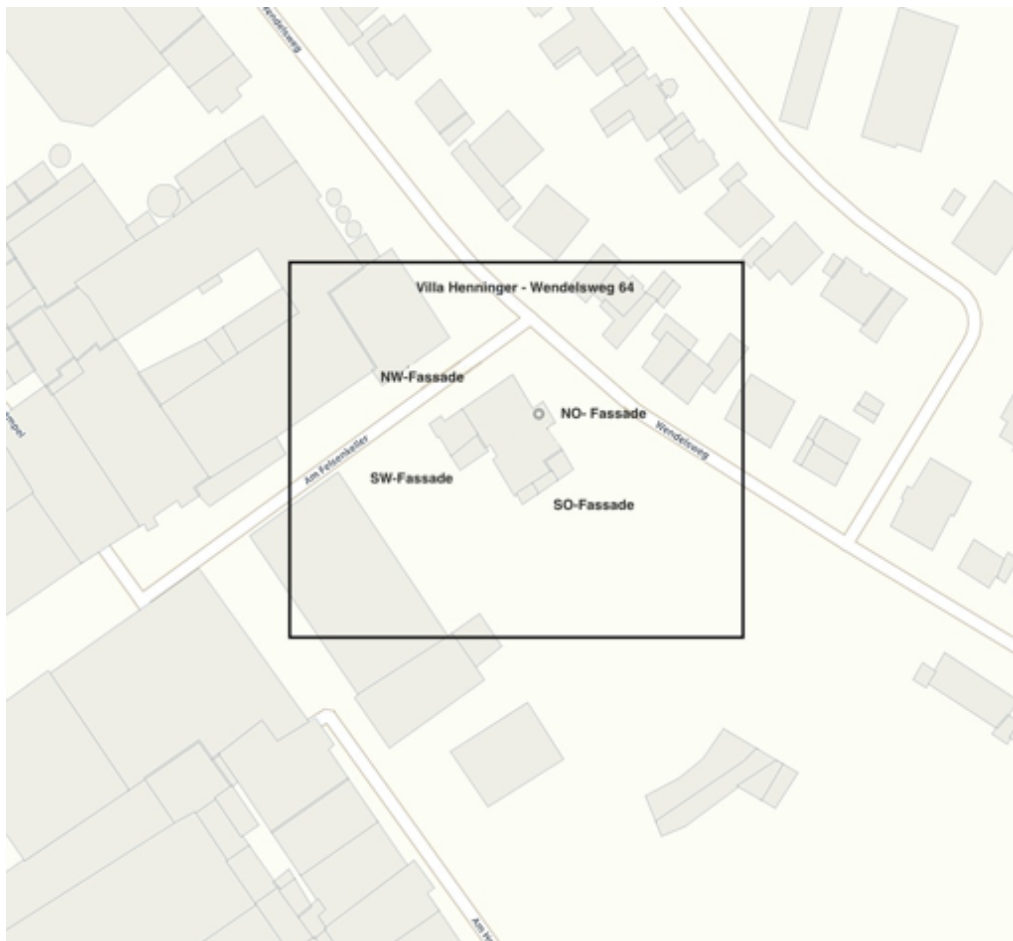 Wendelsweg
Villa Henninger - Wendelsweg 64
NW-Fassade
NO- Fassade
Wendelsweg
Am Felsenkeller
SW-Fassade
SO-Fassade